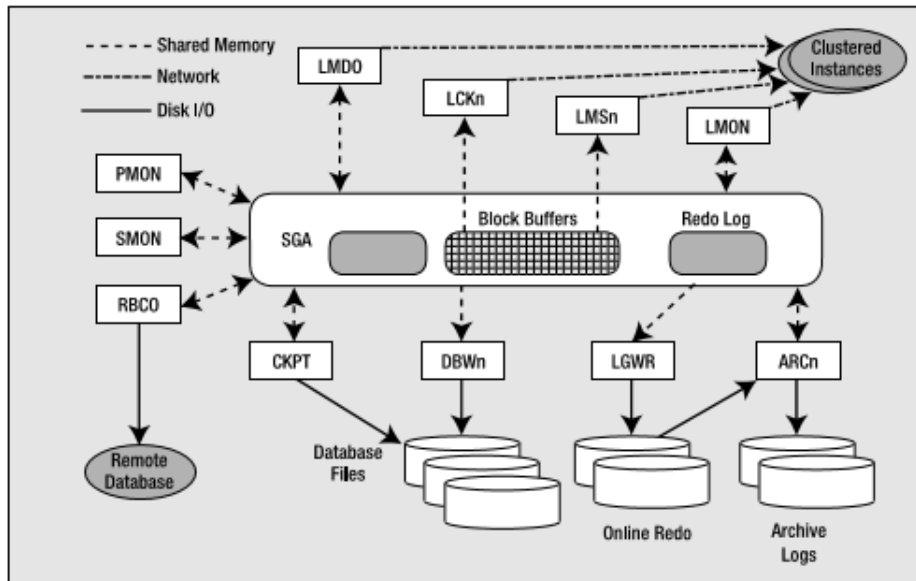 Shared Memory
Network
Disk I/O
LMDO
LCKn
LMSn
LMON
Clustered
Instances
PMON
SMON
RBCO
SGA
Block Buffers
Redo Log
CKPT
DBWn
LGWR
ARCn
Remote
Database
Database
Files
Online Redo
Archive
Logs